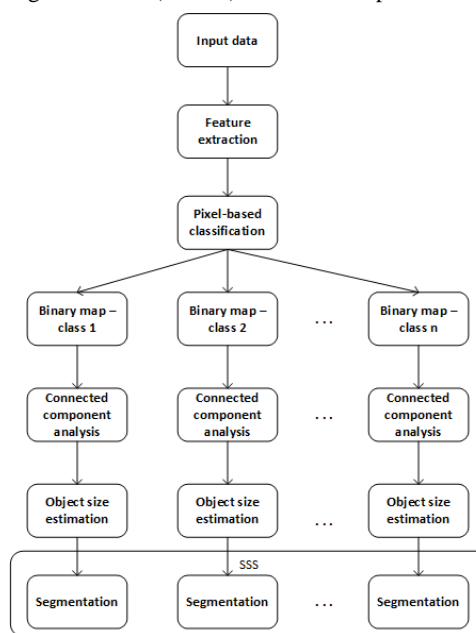 Input data
Feature
extraction
Pixel-based
classification
Binary map –
class 1
Binary map –
class 2
...
Binary map –
class n
Connected
component
analysis
Connected
component
analysis
...
Connected
component
analysis
Object size
estimation
Object size
estimation
...
Object size
estimation
SSS
Segmentation
Segmentation
...
Segmentation